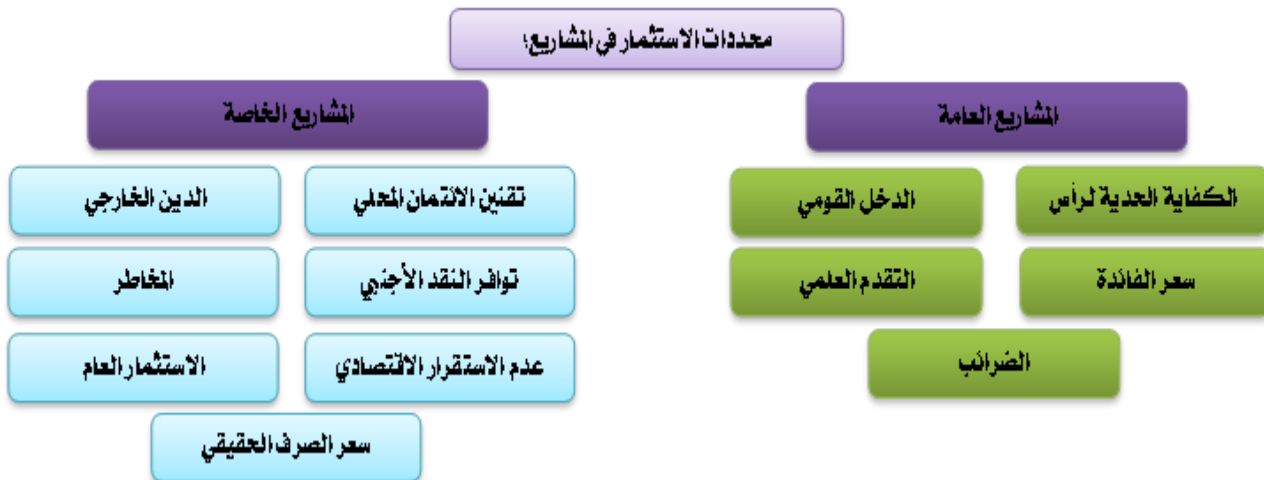 محددات الاستثمار في المشاريع؛
المشاريع العامة
الكفاية الحدية لرأس
الدخل القومي
سعر الفائدة
التقدم العلمي
الضرائب
المشاريع الخاصة
تقنين الائتمان المحلي
الدين الخارجي
توافر النقد الأجنبي
المخاطر
عدم الاستقرار الاقتصادي
الاستثمار العام
سعر الصرف الحقيقي